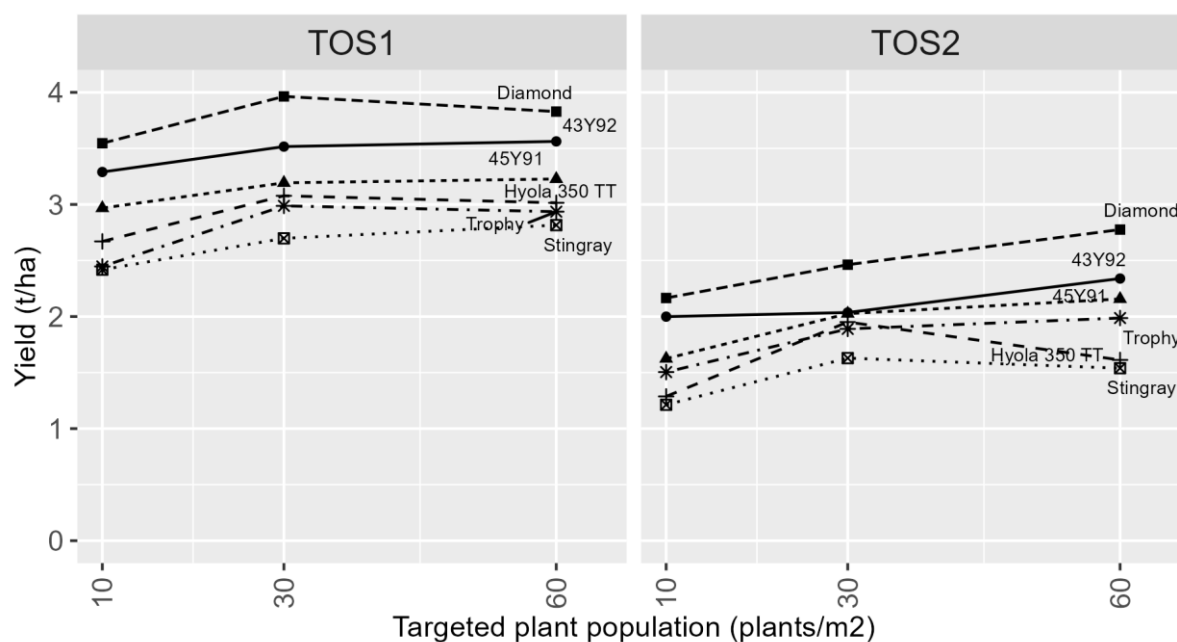 TOS1
TOS2
Yield (t/ha)
4
3
2
1
0
Diamond
43Y92
45Y91
Hyola 350 TT
Trophy
Stingray
Diamond
43Y92
45Y91
Trophy
Hyola 350 TT
Stingray
10
30
60
10
30
60
Targeted plant population (plants/m2)